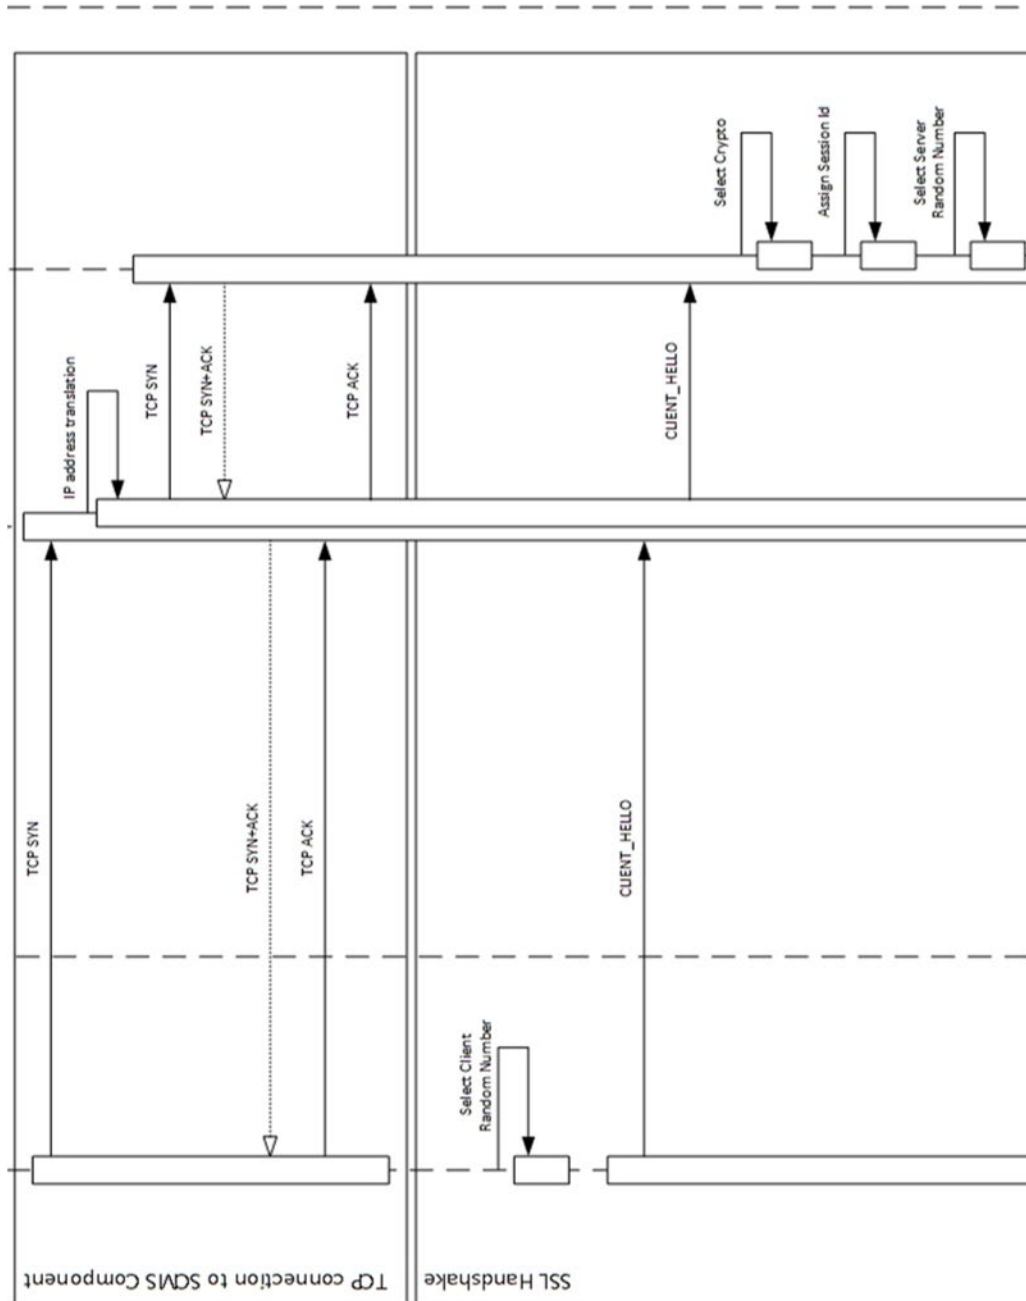 TCP connection to SCMS Component
TCP SYN
IP address translation
TCP SYN
TCP SYN+ACK
TCP SYN+ACK
TCP ACK
TCP ACK
SSL Handshake
Select Client
Random Number
CLIENT_HELLO
CLIENT_HELLO
Select Crypto
Assign Session Id
Select Server
Random Number